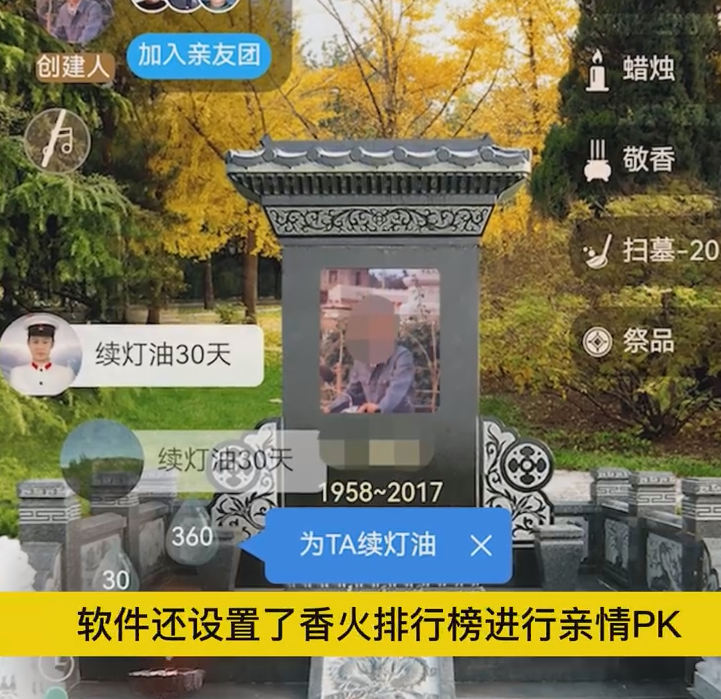 加入亲友团
创建人
蜡烛
敬香
扫墓-20
祭品
续灯油30天
续灯油30天
1958~2017
360
为TA续灯油
30
软件还设置了香火排行榜进行亲情PK